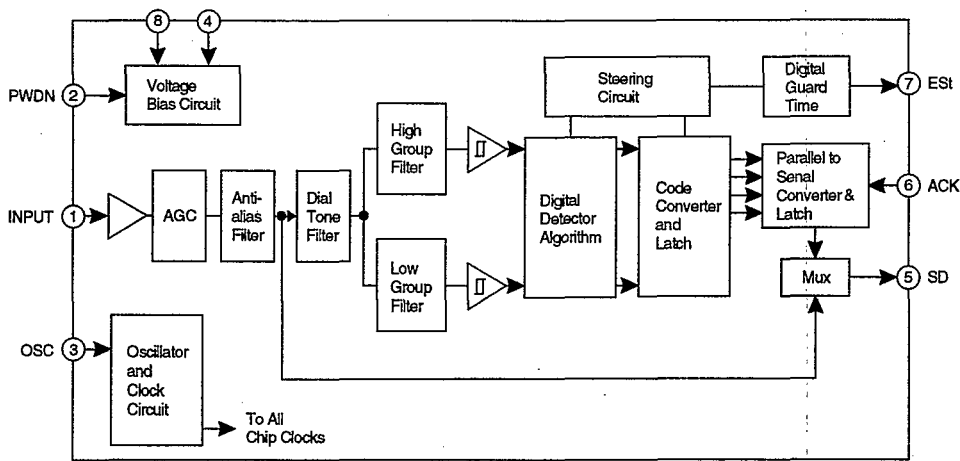 8
4
PWDN
2
Voltage
Bias Circuit
Steering
Circuit
Digital
Guard
Time
7
ESt
High
Group
Filter
INPUT
1
AGC
Anti-
alias
Filter
Dial
Tone
Filter
Digital
Detector
Algorithm
Code
Converter
and
Latch
Parallel to
Senal
Converter &
Latch
6
ACK
Low
Group
Filter
Mux
5
SD
OSC
3
Oscillator
and
Clock
Circuit
To All
Chip Clocks